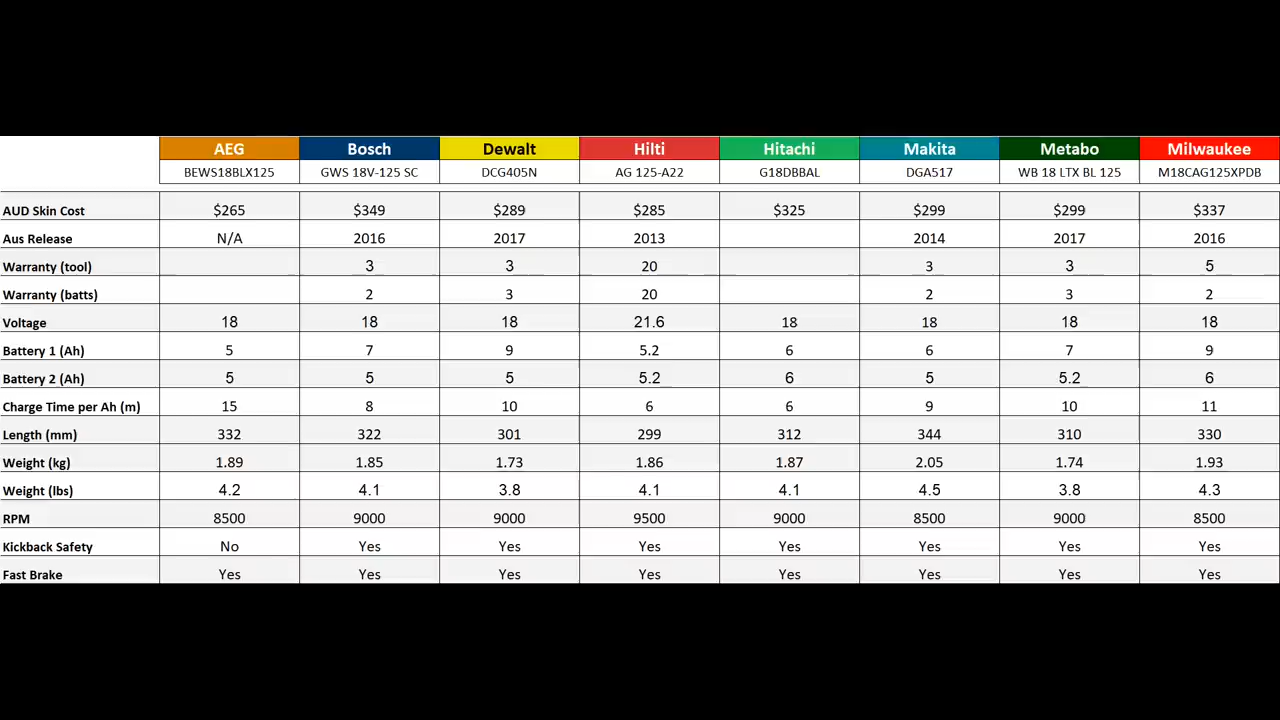 AEG Bosch Dewalt Hilti Hitachi Makita Metabo Milwaukee
BEWS18BLX125 GWS 18V-125 SC DCG405N AG 125-A22 G18DBBAL DGA517 WB 18 LTX BL 125 M18CAG125XPDB
AUD Skin Cost $265 $349 $289 $285 $325 $299 $299 $337
Aus Release N/A 2016 2017 2013 2014 2017 2016
Warranty (tool) 3 3 20 3 3 5
Warranty (batts) 2 3 20 2 3 2
Voltage 18 18 18 21.6 18 18 18 18
Battery 1 (Ah) 5 7 9 5.2 6 6 7 9
Battery 2 (Ah) 5 5 5 5.2 6 5 5.2 6
Charge Time per Ah (m) 15 8 10 6 6 9 10 11
Length (mm) 332 322 301 299 312 344 310 330
Weight (kg) 1.89 1.85 1.73 1.86 1.87 2.05 1.74 1.93
Weight (lbs) 4.2 4.1 3.8 4.1 4.1 4.5 3.8 4.3
RPM 8500 9000 9000 9500 9000 8500 9000 8500
Kickback Safety No Yes Yes Yes Yes Yes Yes Yes
Fast Brake Yes Yes Yes Yes Yes Yes Yes Yes